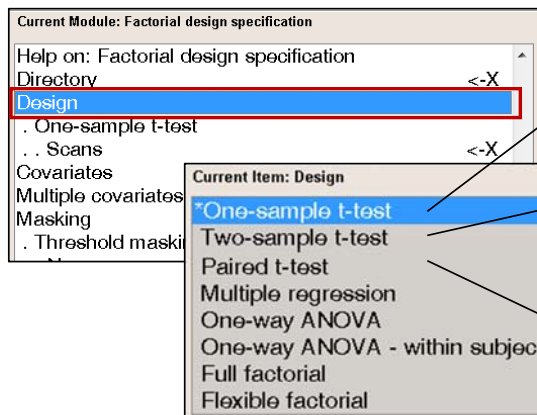 Current Module: Factorial design specification
Help on: Factorial design specification
Directory <-X
Design
. One-sample t-test
. . Scans <-X
Covariates
Multiple covariates
Masking
. Threshold maski
Current Item: Design
*One-sample t-test
Two-sample t-test
Paired t-test
Multiple regression
One-way ANOVA
One-way ANOVA - within subjec
Full factorial
Flexible factorial